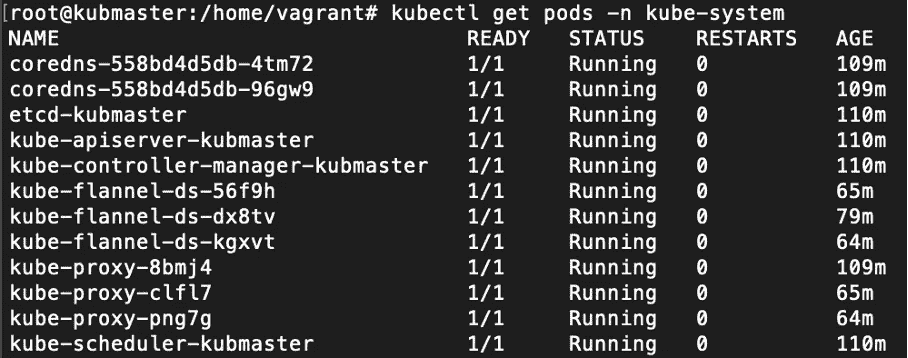 [root@kubmaster:/home/vagrant# kubectl get pods -n kube-system
NAME READY STATUS RESTARTS AGE
coredns-558bd4d5db-4tm72 1/1 Running 0 109m
coredns-558bd4d5db-96gw9 1/1 Running 0 109m
etcd-kubmaster 1/1 Running 0 110m
kube-apiserver-kubmaster 1/1 Running 0 110m
kube-controller-manager-kubmaster 1/1 Running 0 110m
kube-flannel-ds-56f9h 1/1 Running 0 65m
kube-flannel-ds-dx8tv 1/1 Running 0 79m
kube-flannel-ds-kgxvt 1/1 Running 0 64m
kube-proxy-8bmj4 1/1 Running 0 109m
kube-proxy-clfl7 1/1 Running 0 65m
kube-proxy-png7g 1/1 Running 0 64m
kube-scheduler-kubmaster 1/1 Running 0 110m